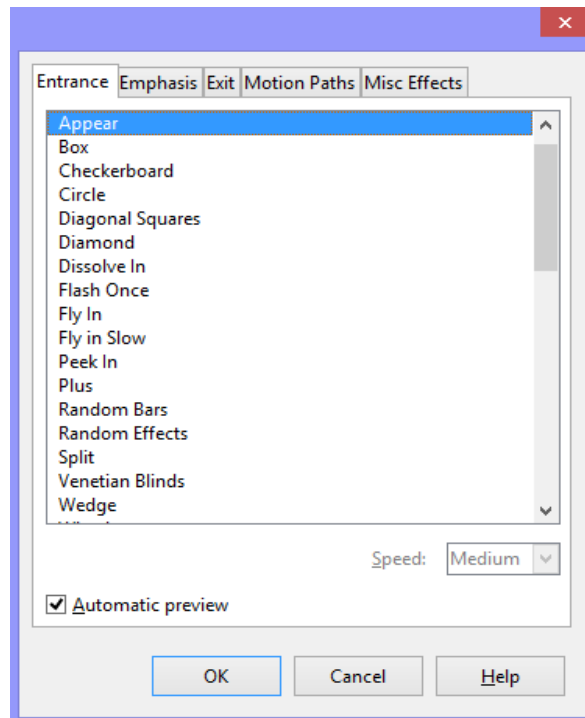 Entrance Emphasis Exit Motion Paths Misc Effects
Appear
Box
Checkerboard
Circle
Diagonal Squares
Diamond
Dissolve In
Flash Once
Fly In
Fly in Slow
Peek In
Plus
Random Bars
Random Effects
Split
Venetian Blinds
Wedge
Speed: Medium
Automatic preview
OK Cancel Help